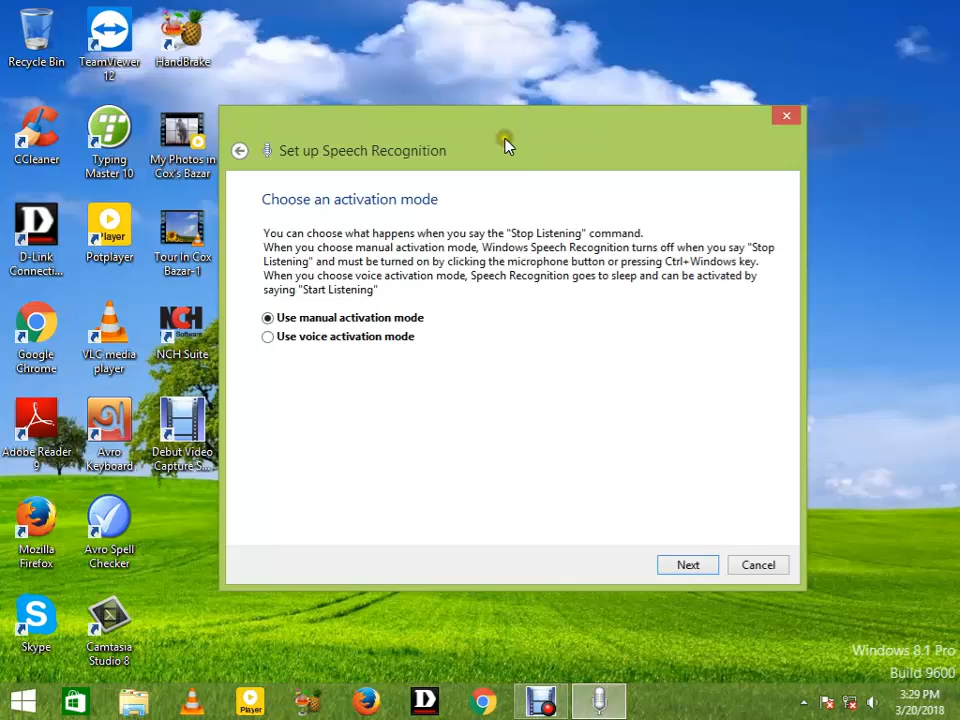 Recycle Bin
TeamViewer
12
HandBrake
CCleaner
Typing
Master 10
My Photos in
Cox's Bazar
D-Link
Connecti...
Player
Potplayer
Tour In Cox
Bazar-1
Google
Chrome
VLC media
player
NCH
Software
NCH Suite
Adobe Reader
9
Avro
Keyboard
Debut Video
Capture S...
Mozilla
Firefox
Avro Spell
Checker
Skype
Camtasia
Studio 8
Set up Speech Recognition
Choose an activation mode
You can choose what happens when you say the "Stop Listening" command.
When you choose manual activation mode, Windows Speech Recognition turns off when you say "Stop
Listening" and must be turned on by clicking the microphone button or pressing Ctrl+Windows key.
When you choose voice activation mode, Speech Recognition goes to sleep and can be activated by
saying "Start Listening"
Use manual activation mode
Use voice activation mode
Next
Cancel
Windows 8.1 Pro
Build 9600
Player
D
3:29 PM
3/20/2018